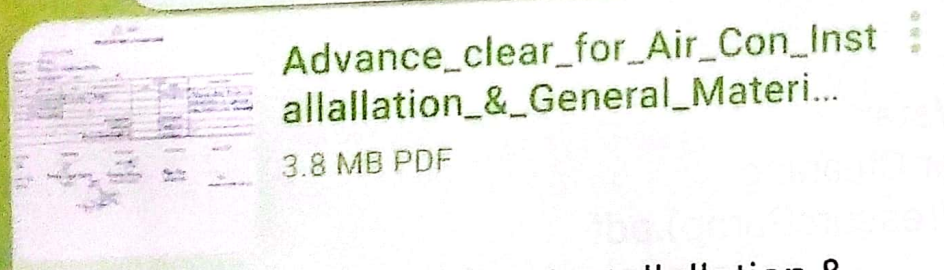 Advance_clear_for_Air_Con_Inst
allallation_&_General_Materi...
3.8 MB PDF